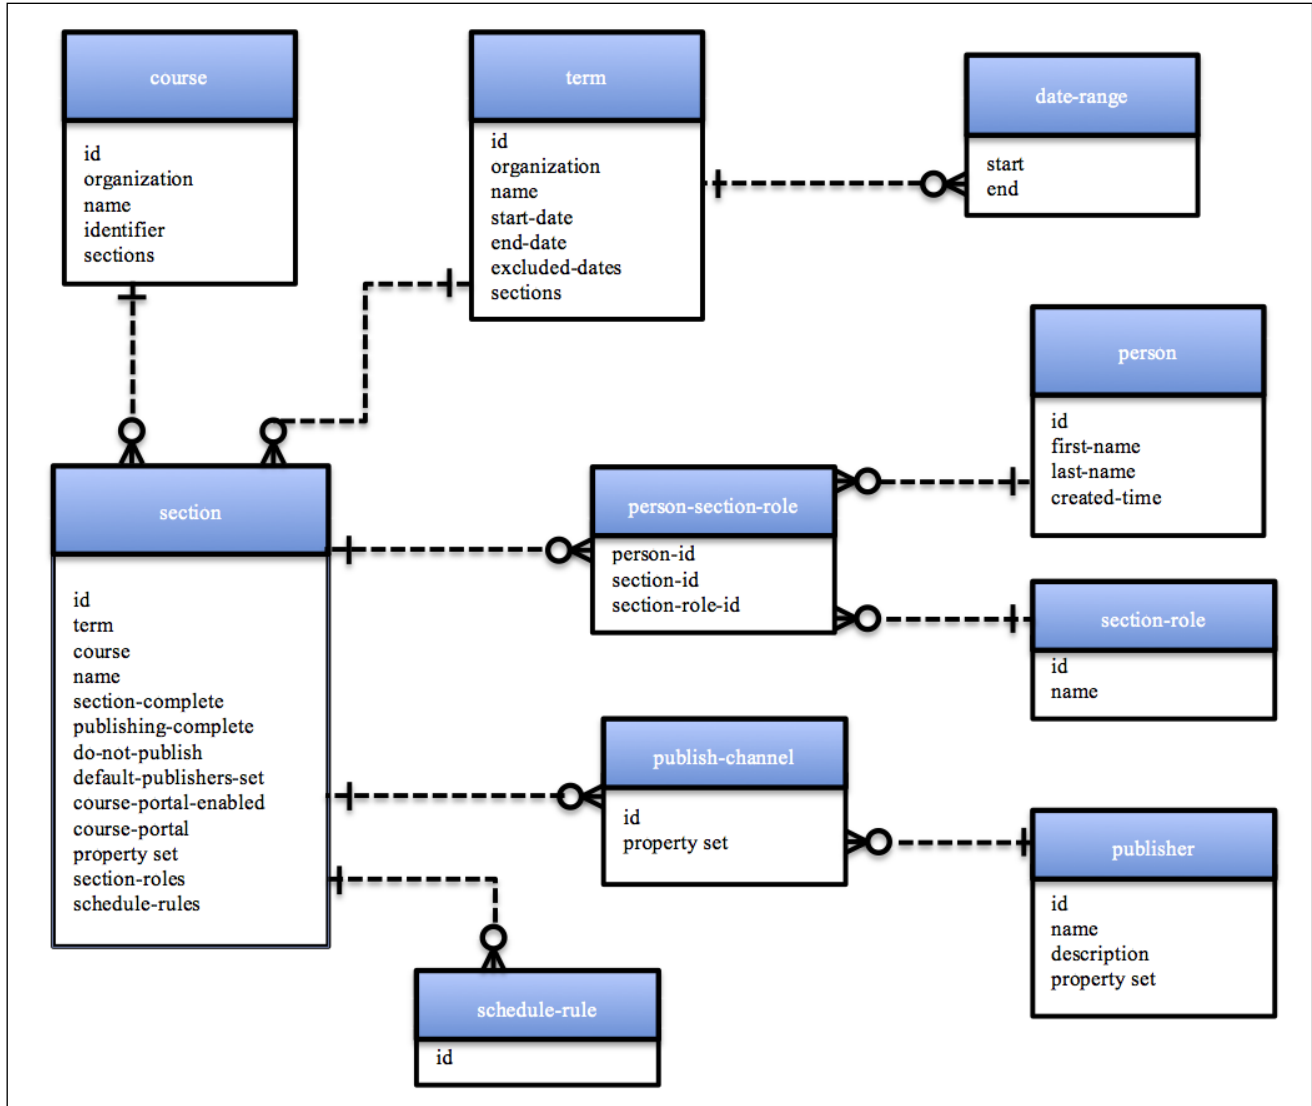 course
id
organization
name
identifier
sections
term
id
organization
name
start-date
end-date
excluded-dates
sections
date-range
start
end
person
id
first-name
last-name
created-time
section
id
term
course
name
section-complete
publishing-complete
do-not-publish
default-publishers-set
course-portal-enabled
course-portal
property set
section-roles
schedule-rules
person-section-role
person-id
section-id
section-role-id
section-role
id
name
publish-channel
id
property set
publisher
id
name
description
property set
schedule-rule
id